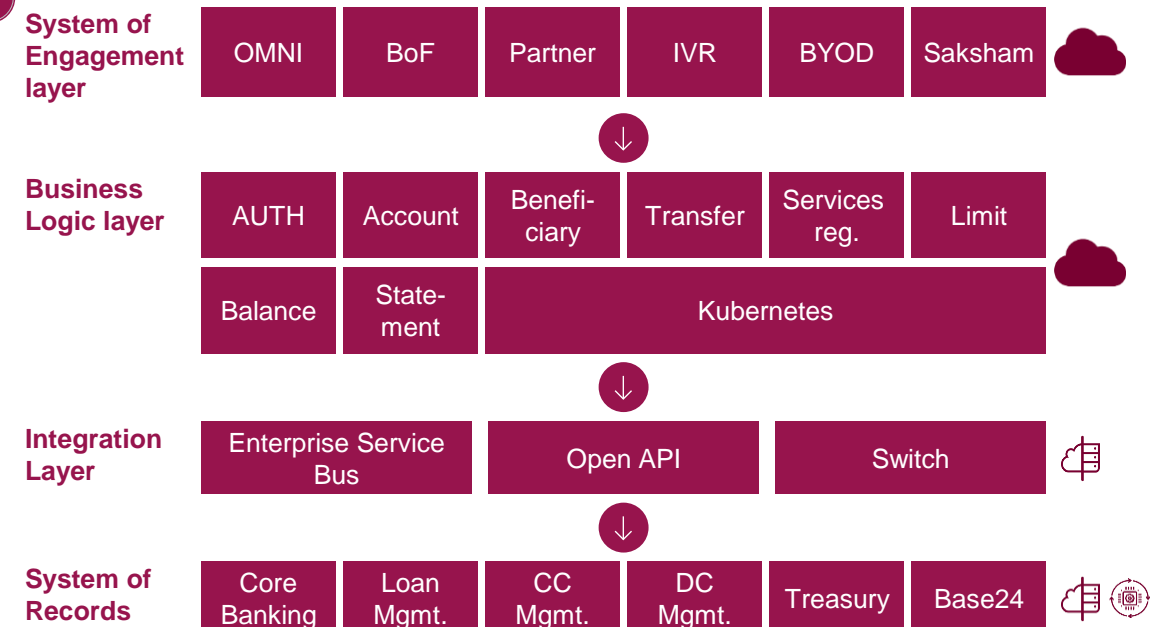 System of
Engagement
layer
OMNI
BoF
Partner
IVR
BYOD
Saksham
Business
Logic layer
AUTH
Account
Benefi-
ciary
Transfer
Services
reg.
Limit
Balance
State-
ment
Kubernetes
Integration
Layer
Enterprise Service
Bus
Open API
Switch
System of
Records
Core
Banking
Loan
Mgmt.
CC
Mgmt.
DC
Mgmt.
Treasury
Base24